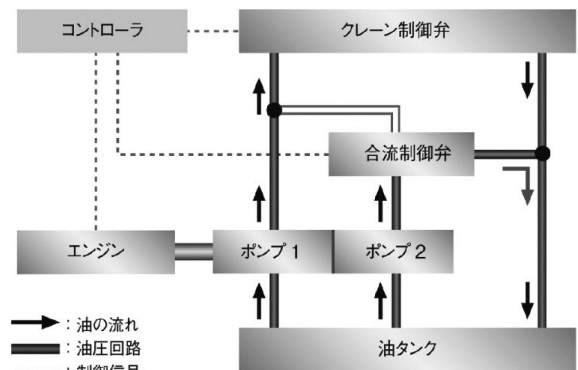 コントローラ
クレーン制御弁
合流制御弁
エンジン
ポンプ1
ポンプ2
油タンク
：油の流れ
：油圧回路